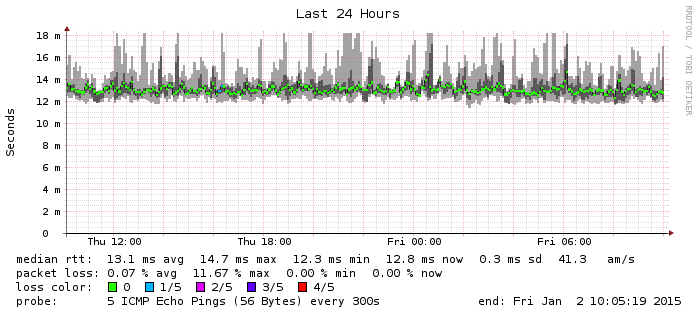 Last 24 Hours
RRDTOOL / TOBI OETIKER
Seconds
18 m
16 m
14 m
12 m
10 m
8 m
6 m
4 m
2 m
0
Thu 12:00 Thu 18:00 Fri 00:00 Fri 06:00
median rtt: 13.1 ms avg 14.7 ms max 12.3 ms min 12.8 ms now 0.3 ms sd 41.3 am/s
packet loss: 0.07 % avg 11.67 % max 0.00 % min 0.00 % now
loss color: 0 1/5 2/5 3/5 4/5
probe: 5 ICMP Echo Pings (56 Bytes) every 300s end: Fri Jan 2 10:05:19 2015